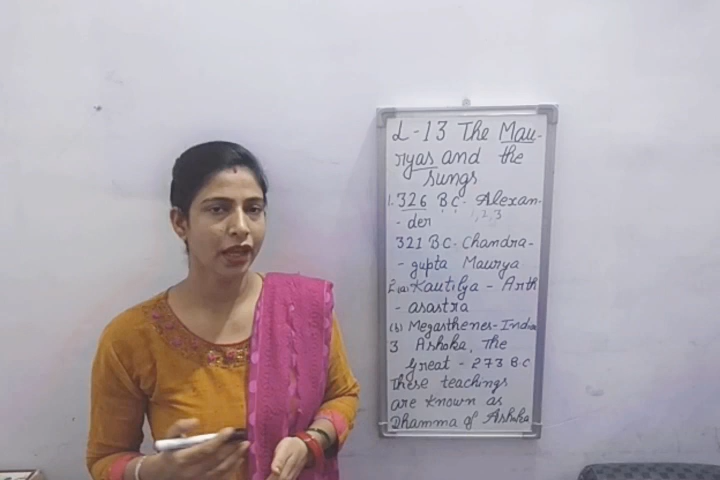 L-13 The Mau-
ryas and the
sungs
1. 326 B.C. Alexan-
1,2,3
- der
321 BC. Chandra-
- gupta Maurya
2.(a) Kautilya - Arth
- asastra
(b) Megasthenes - Indica
3 Ashoka, The
Great - 273 B.C
These teachings
are known as
Dhamma of Ashoka